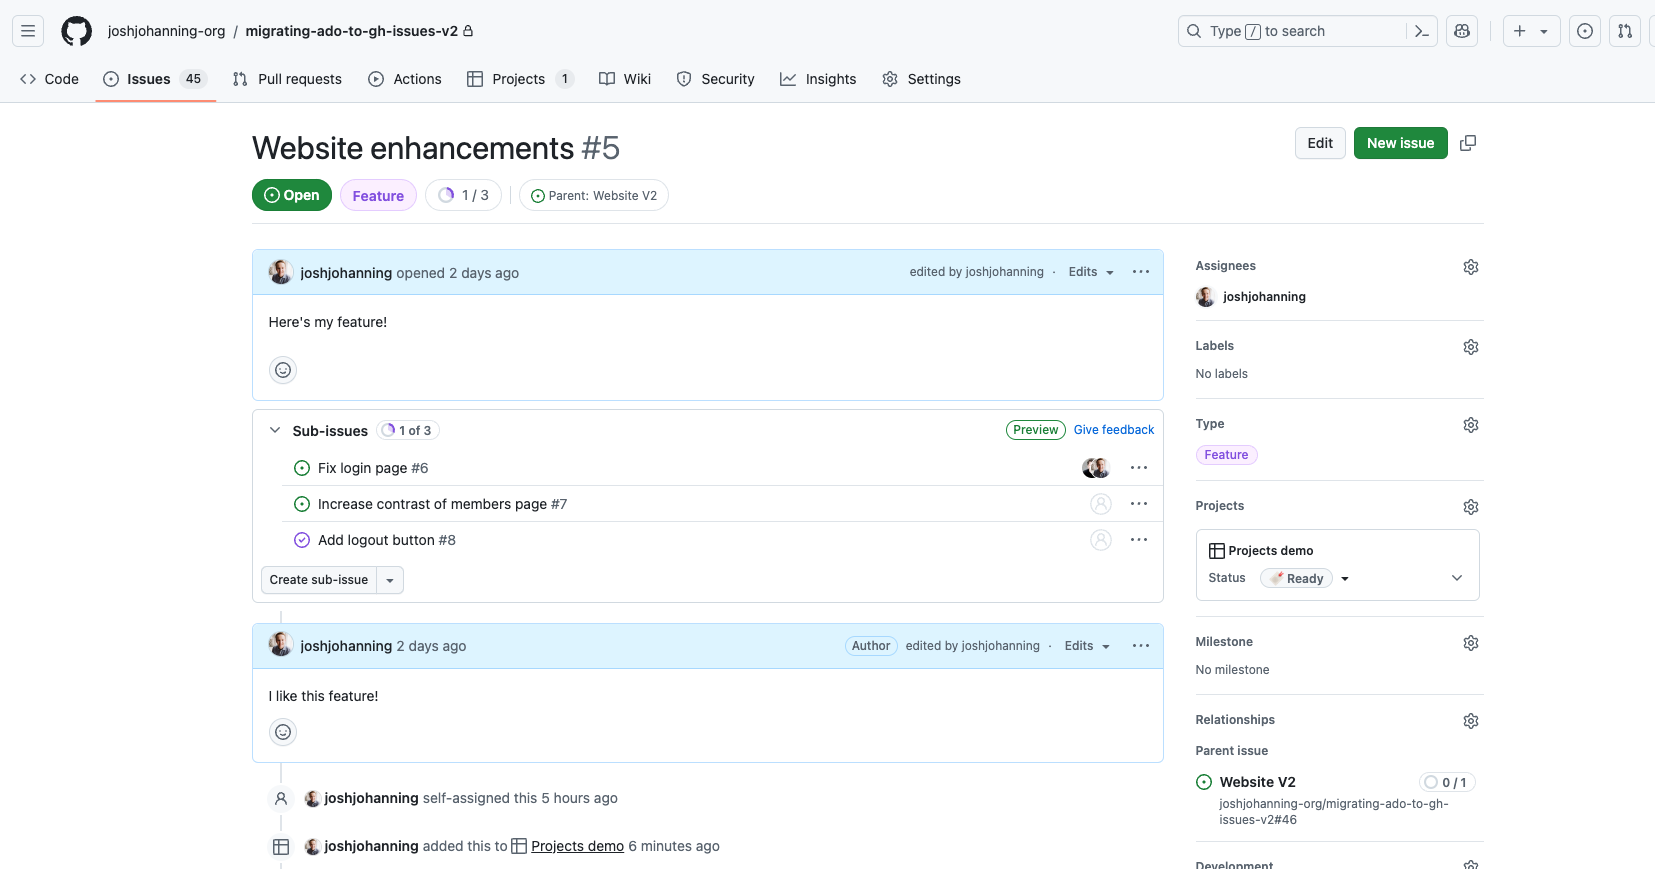 joshjohanning-org / migrating-ado-to-gh-issues-v2
Type / to search
Code
Issues 45
Pull requests
Actions
Projects 1
Wiki
Security
Insights
Settings
Website enhancements #5
Edit
New issue
Open
Feature
1 / 3
Parent: Website V2
joshjohanning opened 2 days ago
edited by joshjohanning · Edits
Here's my feature!
Sub-issues 1 of 3
Preview
Give feedback
Fix login page #6
Increase contrast of members page #7
Add logout button #8
Create sub-issue
joshjohanning 2 days ago
Author edited by joshjohanning · Edits
I like this feature!
joshjohanning self-assigned this 5 hours ago
joshjohanning added this to Projects demo 6 minutes ago
Assignees
joshjohanning
Labels
No labels
Type
Feature
Projects
Projects demo
Status Ready
Milestone
No milestone
Relationships
Parent issue
Website V2 0 / 1
joshjohanning-org/migrating-ado-to-gh-
issues-v2#46
Development